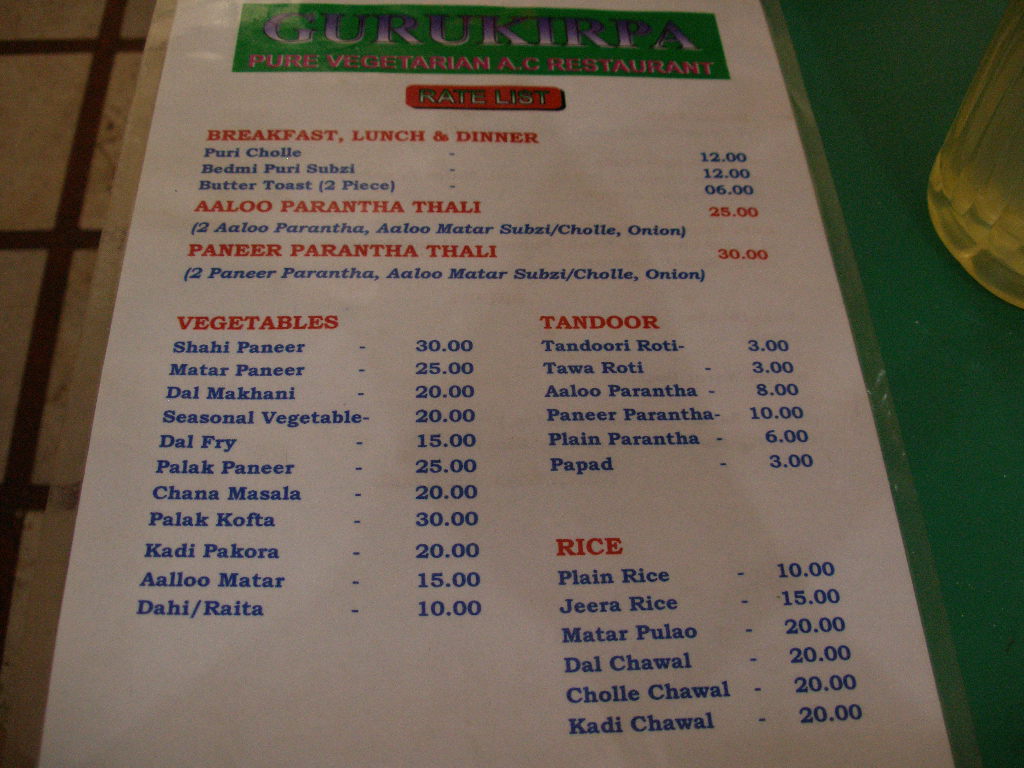 GURUKIRPA
PURE VEGETARIAN A.C RESTAURANT
RATE LIST
BREAKFAST, LUNCH & DINNER
Puri Cholle - 12.00
Bedmi Puri Subzi - 12.00
Butter Toast (2 Piece) - 06.00
AALOO PARANTHA THALI 25.00
(2 Aaloo Parantha, Aaloo Matar Subzi/Cholle, Onion)
PANEER PARANTHA THALI 30.00
(2 Paneer Parantha, Aaloo Matar Subzi/Cholle, Onion)
VEGETABLES
Shahi Paneer - 30.00
Matar Paneer - 25.00
Dal Makhani - 20.00
Seasonal Vegetable- 20.00
Dal Fry - 15.00
Palak Paneer - 25.00
Chana Masala - 20.00
Palak Kofta - 30.00
Kadi Pakora - 20.00
Aalloo Matar - 15.00
Dahi/Raita - 10.00
TANDOOR
Tandoori Roti- 3.00
Tawa Roti - 3.00
Aaloo Parantha - 8.00
Paneer Parantha- 10.00
Plain Parantha - 6.00
Papad - 3.00
RICE
Plain Rice - 10.00
Jeera Rice - 15.00
Matar Pulao - 20.00
Dal Chawal - 20.00
Cholle Chawal - 20.00
Kadi Chawal - 20.00